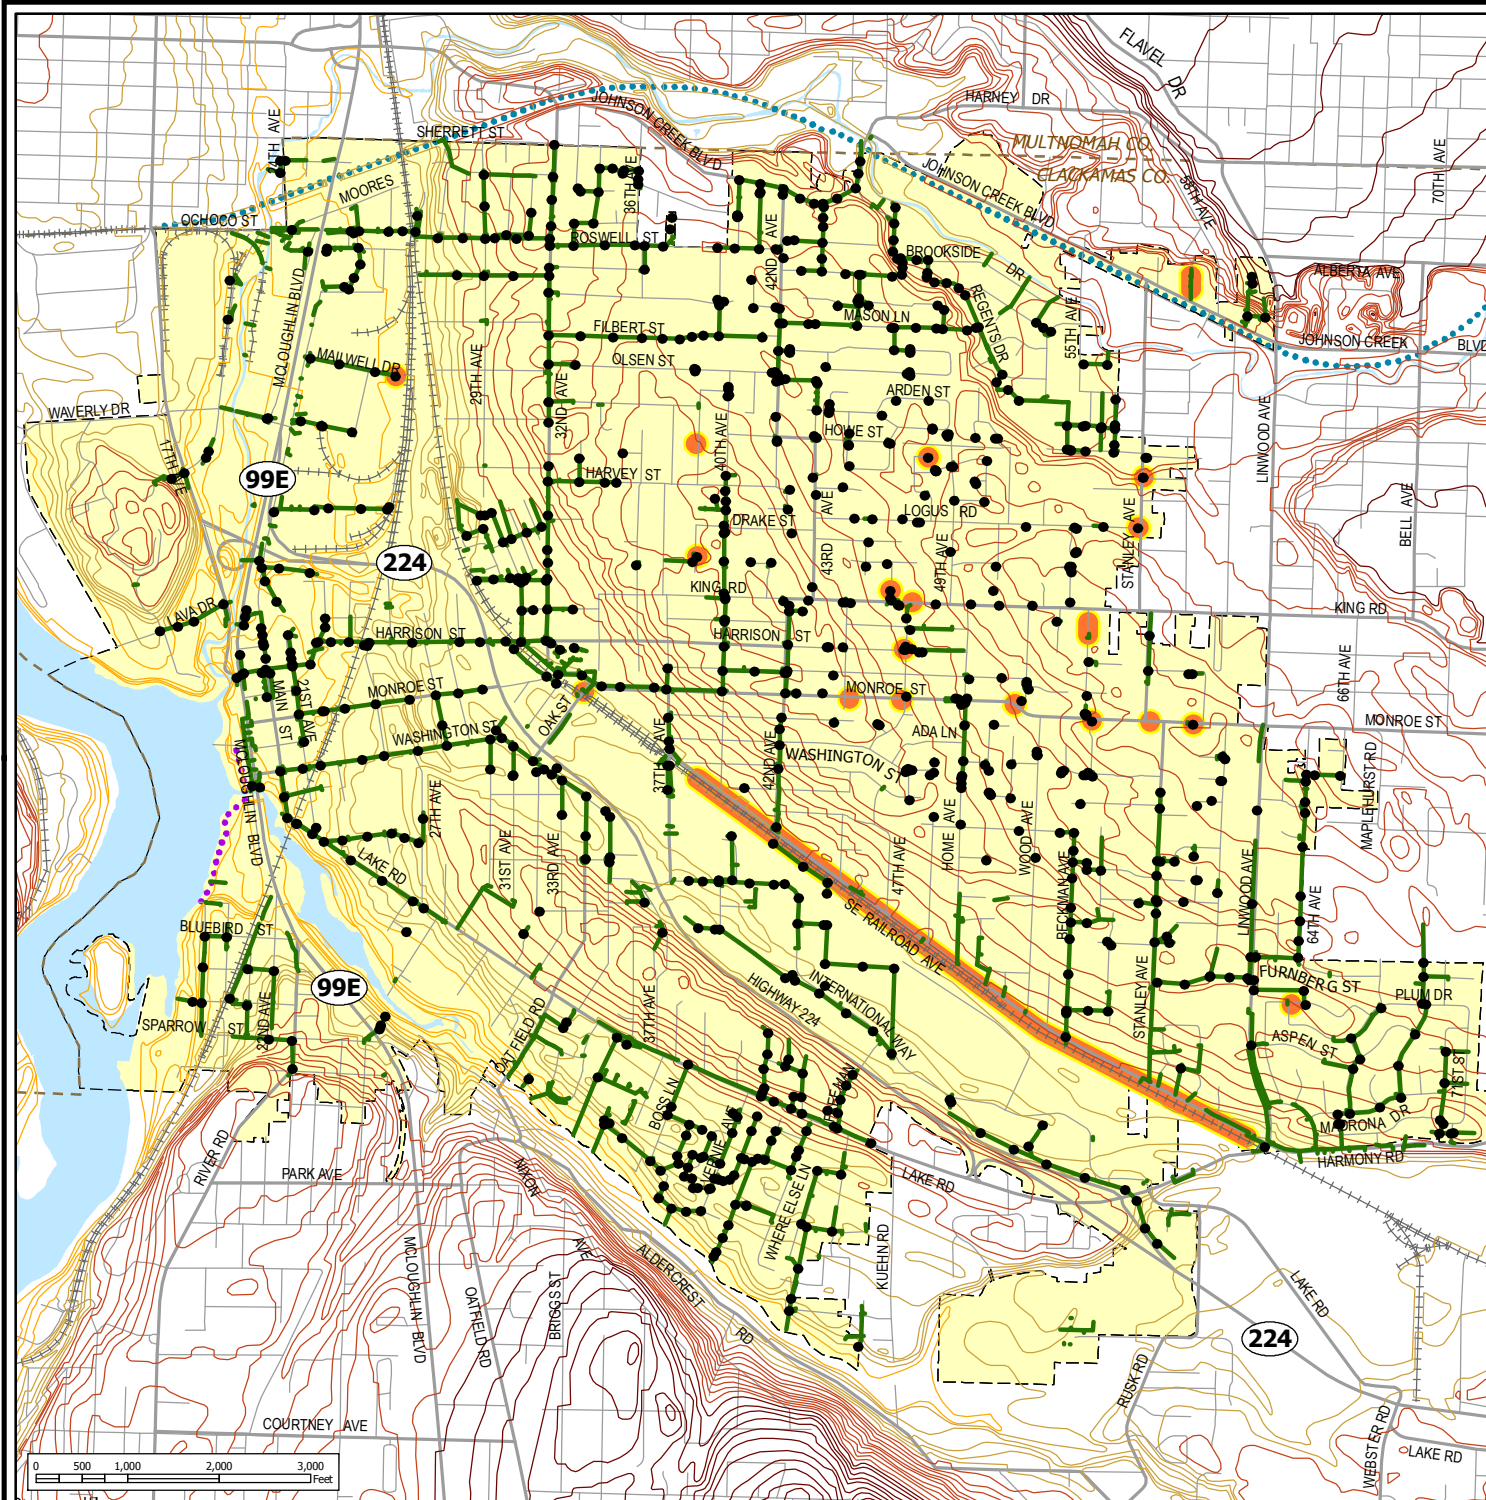 FLAVEL DR
HARNEY DR
JOHNSON CREEK BLVD
SHERRETT ST
24TH AVE
MULTNOMAH CO.
CLACKAMAS CO.
JOHNSON CREEK BLVD
70TH AVE
58TH AVE
36TH AVE
MOORES
OCHOCO ST
ROSWELL ST
42ND AVE
BROOKSIDE DR
ALBERTA AVE
MCLOUGHLIN BLVD
REGENTS DR
55TH AVE
MASON LN
FILBERT ST
JOHNSON CREEK BLVD
OLSEN ST
MAILWELL DR
29TH AVE
32ND AVE
ARDEN ST
WAVERLY DR
LINWOOD AVE
HOWE ST
40TH AVE
17TH AVE
99E
HARVEY ST
BELL AVE
LOGUS RD
DRAKE ST
43RD AVE
STANLEY AVE
224
49TH AVE
KING RD
KING RD
LAVA DR
HARRISON ST
HARRISON ST
66TH AVE
MONROE ST
MONROE ST
MONROE ST
MAIN ST
21ST AVE
OAK ST
WASHINGTON ST
ADA LN
WASHINGTON ST
37TH AVE
42ND AVE
MCLOUGHLIN BLVD
MAPLEHURST RD
27TH AVE
HOME AVE
WOOD AVE
LAKE RD
31ST AVE
33RD AVE
47TH AVE
BECKMAN AVE
LINWOOD AVE
64TH AVE
SE RAILROAD AVE
BLUEBIRD ST
99E
HIGHWAY 224
INTERNATIONAL WAY
STANLEY AVE
FURNBERG ST
PLUM DR
SPARROW ST
22ND AVE
OATFIELD RD
37TH AVE
ASPEN ST
71ST ST
BOSS LN
VERNIE AVE
FREEMAN
MADRONA DR
RIVER RD
PARK AVE
NIXON AVE
LAKE RD
HARMONY RD
WHERE ELSE LN
KUEHN RD
MCLOUGHLIN BLVD
OATFIELD RD
BRIGGS ST
ALDERCREST RD
LAKE RD
224
RUSK RD
COURTNEY AVE
WEBSTER RD
LAKE RD
0 500 1,000 2,000 3,000
Feet